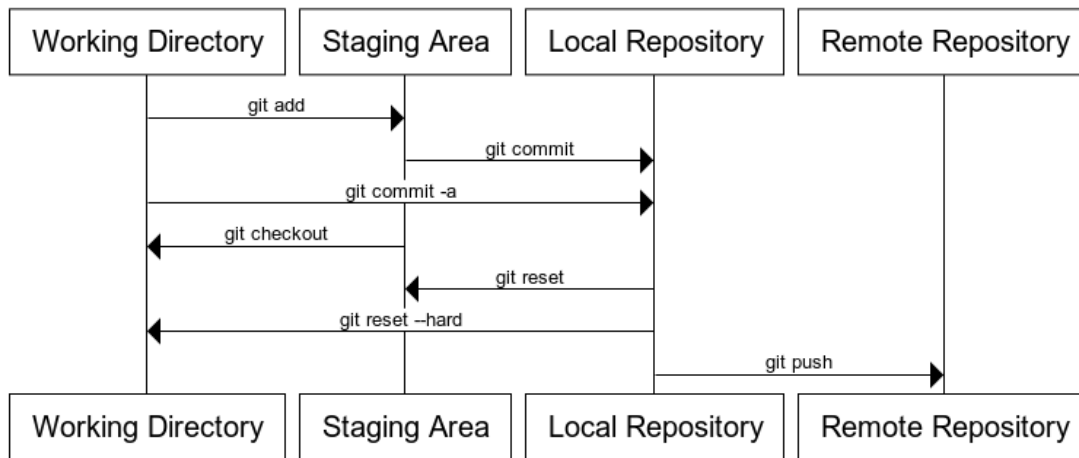 Working Directory
Staging Area
Local Repository
Remote Repository
git add
git commit
git commit -a
git checkout
git reset
git reset --hard
git push
Working Directory
Staging Area
Local Repository
Remote Repository